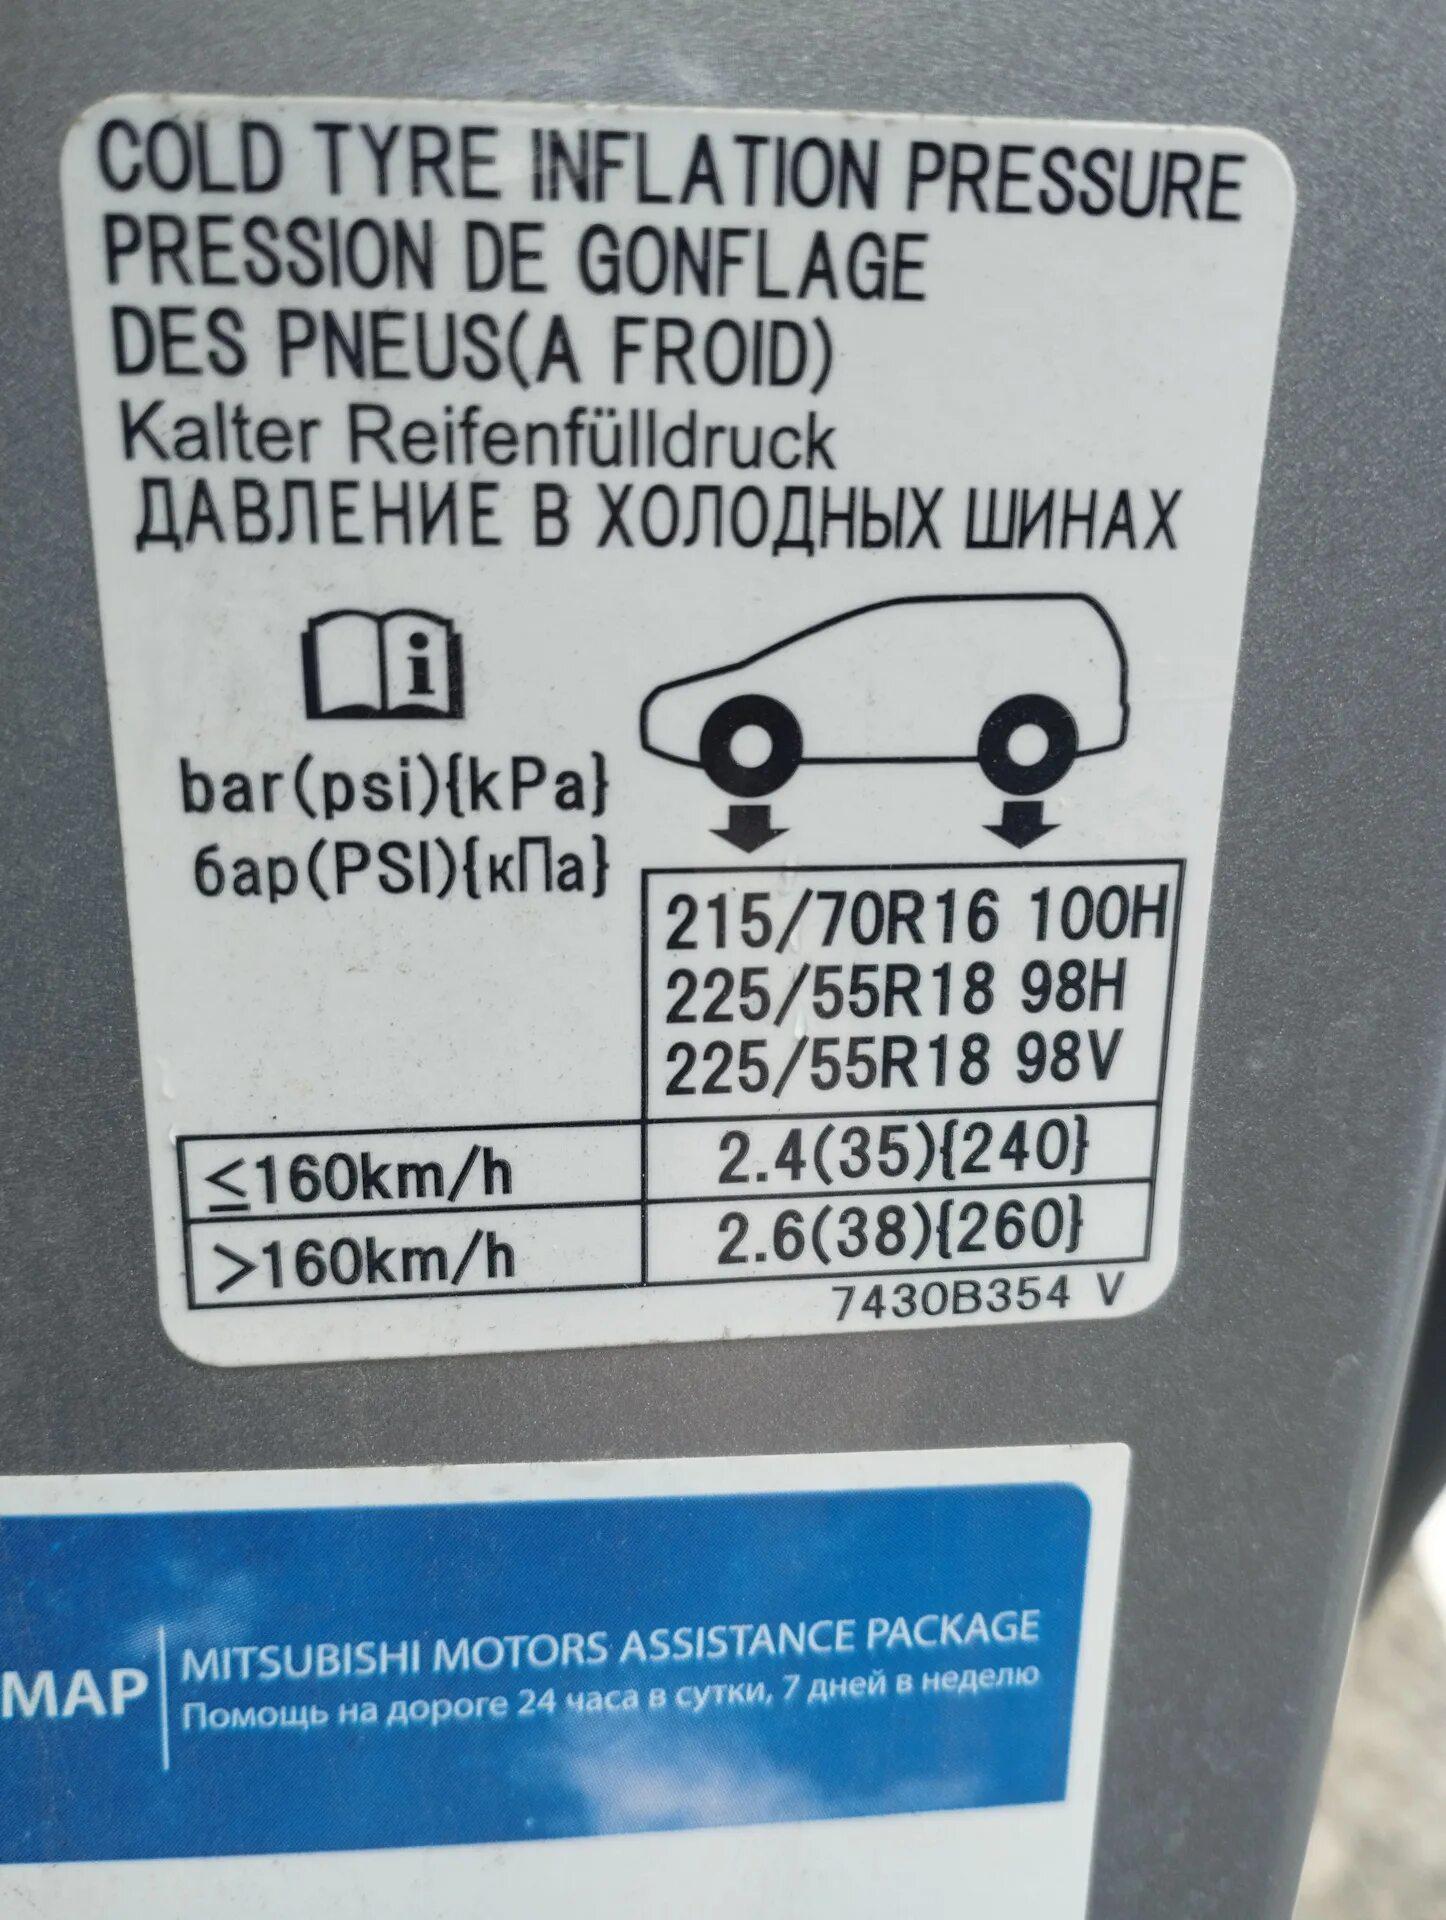 COLD TYRE INFLATION PRESSURE
PRESSION DE GONFLAGE
DES PNEUS(A FROID)
Kalter Reifenfülldruck
ДАВЛЕНИЕ В ХОЛОДНЫХ ШИНАХ
i
bar(psi){kPa}
бар(PSI){кПа}
215/70R16 100H
225/55R18 98H
225/55R18 98V
≤160km/h 2.4(35){240}
>160km/h 2.6(38){260}
7430B354 V
MAP
MITSUBISHI MOTORS ASSISTANCE PACKAGE
Помощь на дороге 24 часа в сутки, 7 дней в неделю